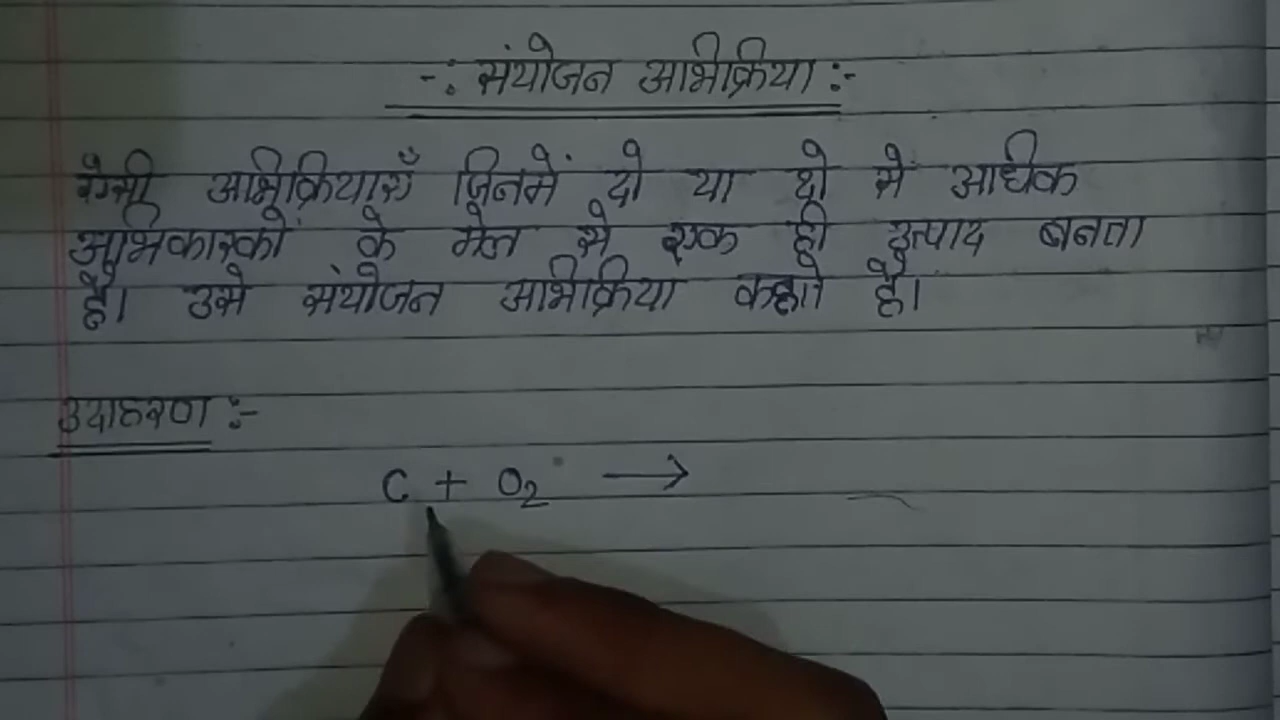 -: संयोजन अभिक्रिया :-
ऐसी अभिक्रियाएँ जिनमें दो या दो से अधिक
अभिकारकों के मेल से एक ही उत्पाद बनता
है। उसे संयोजन अभिक्रिया कहते है।
उदाहरण :-
C + O₂ →